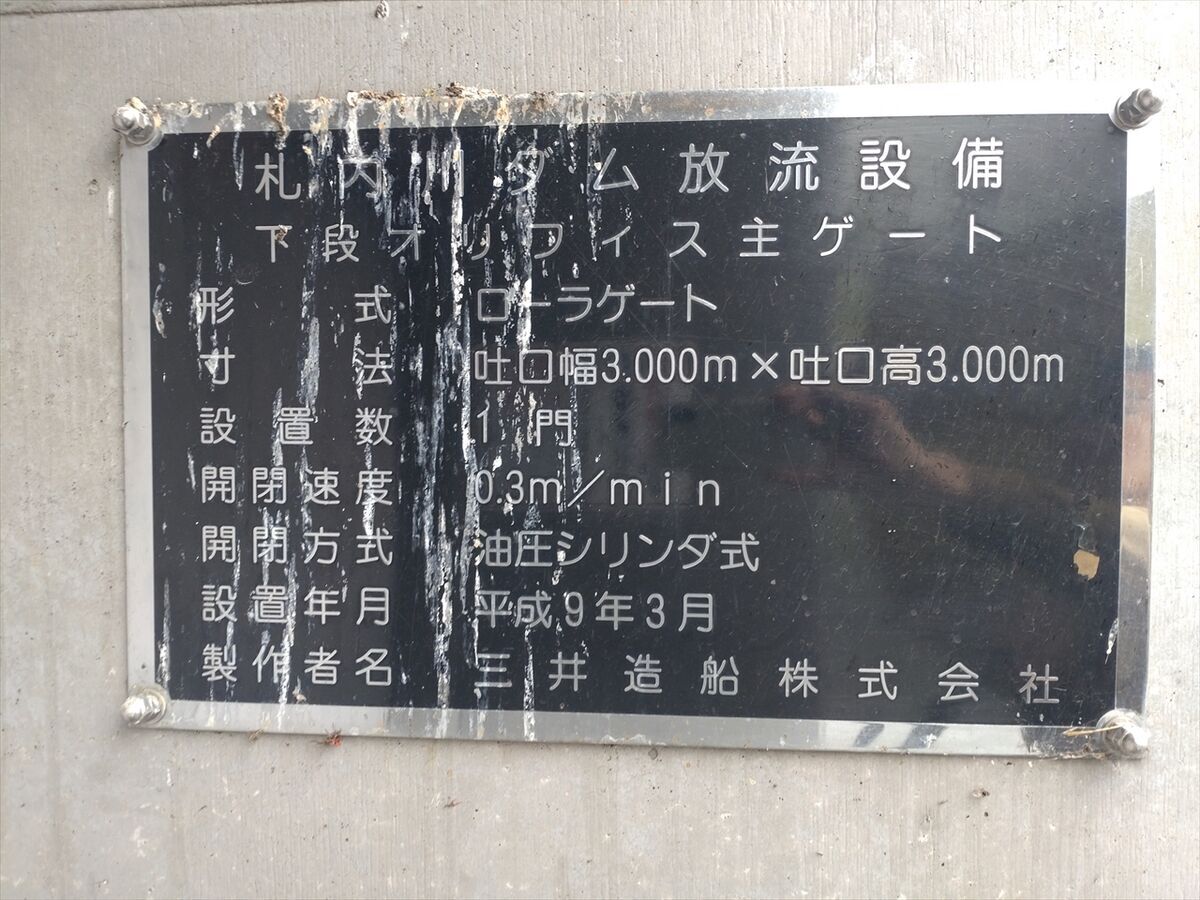 札内川ダム放流設備
下段オリフィス主ゲート
形式 ローラゲート
寸法 吐口幅3.000m×吐口高3.000m
設置数 1門
開閉速度 0.3m/min
開閉方式 油圧シリンダ式
設置年月 平成9年3月
製作者名 三井造船株式会社